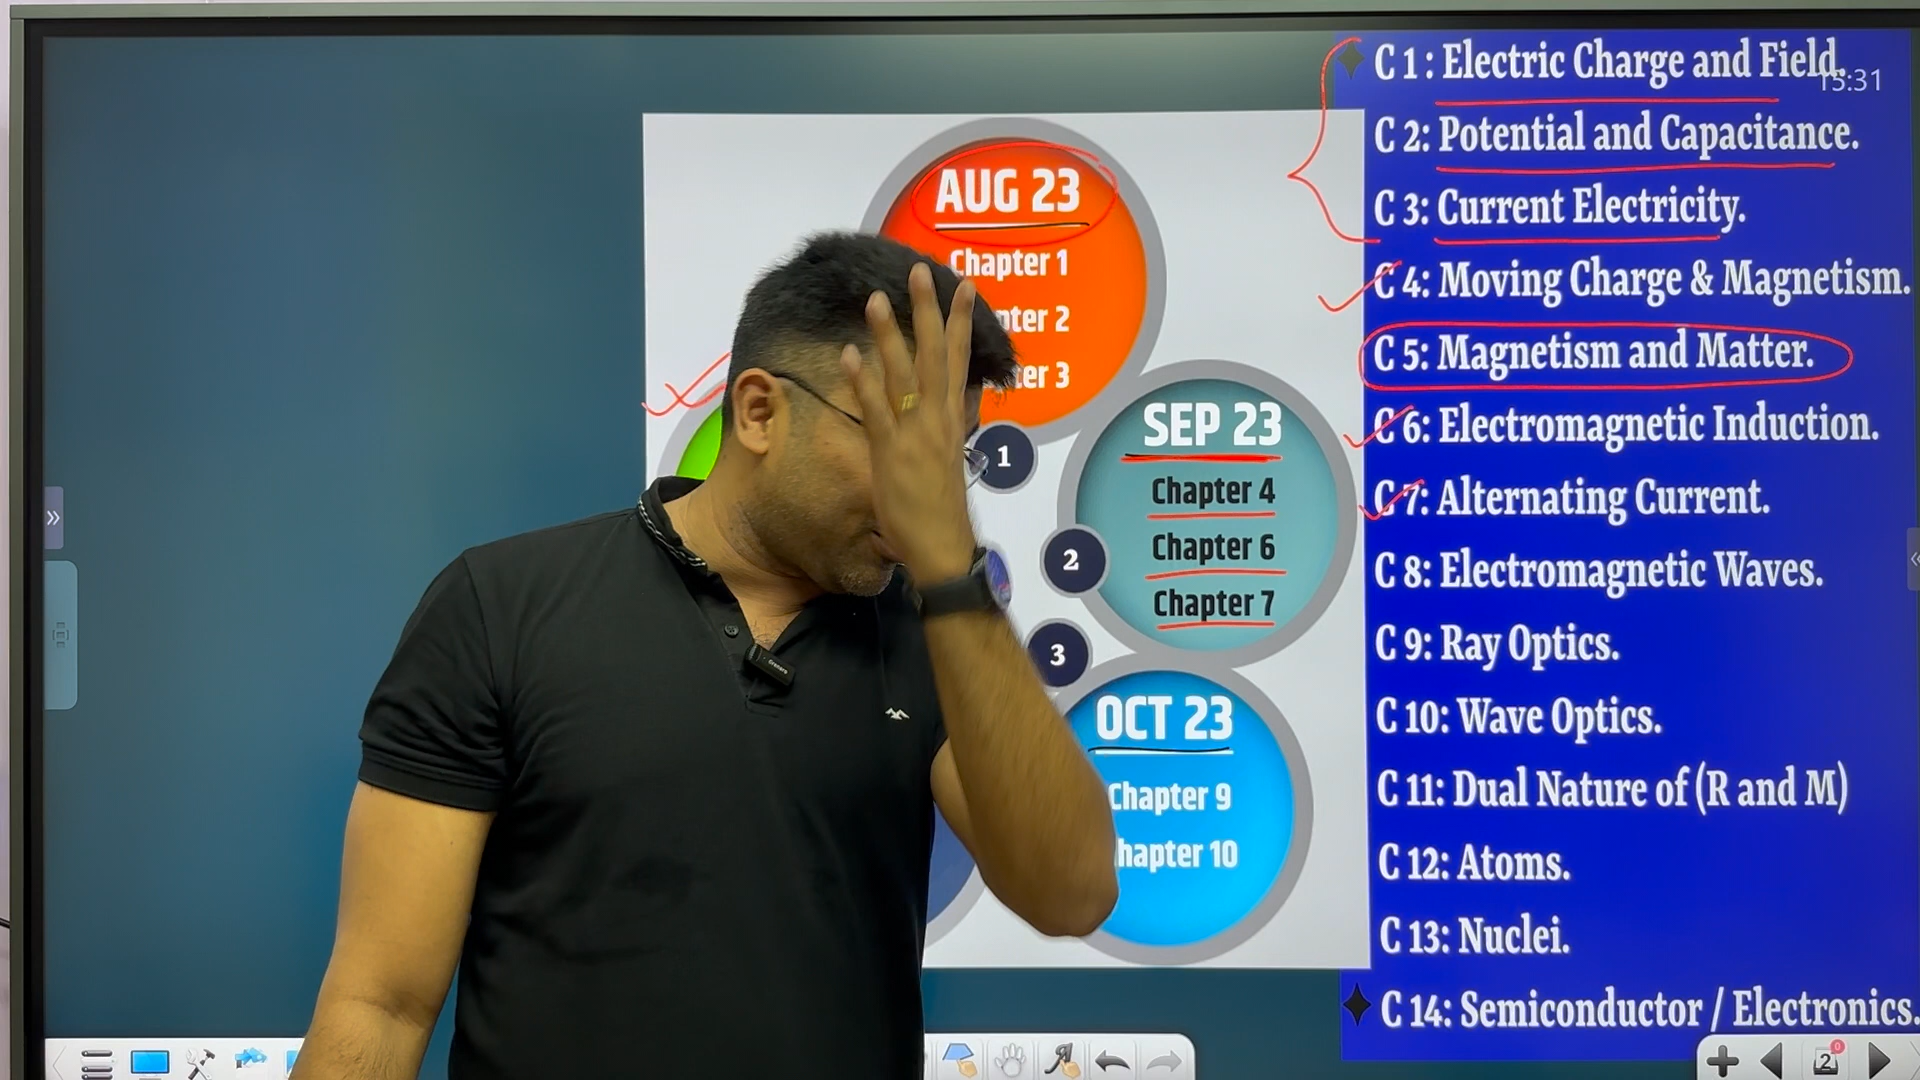 15:31
AUG 23
Chapter 1
pter 2
ter 3
1
SEP 23
Chapter 4
Chapter 6
Chapter 7
2
3
OCT 23
Chapter 9
hapter 10
C 1 : Electric Charge and Field.
C 2: Potential and Capacitance.
C 3: Current Electricity.
C 4: Moving Charge & Magnetism.
C 5: Magnetism and Matter.
C 6: Electromagnetic Induction.
C 7: Alternating Current.
C 8: Electromagnetic Waves.
C 9: Ray Optics.
C 10: Wave Optics.
C 11: Dual Nature of (R and M)
C 12: Atoms.
C 13: Nuclei.
C 14: Semiconductor / Electronics.
2
0